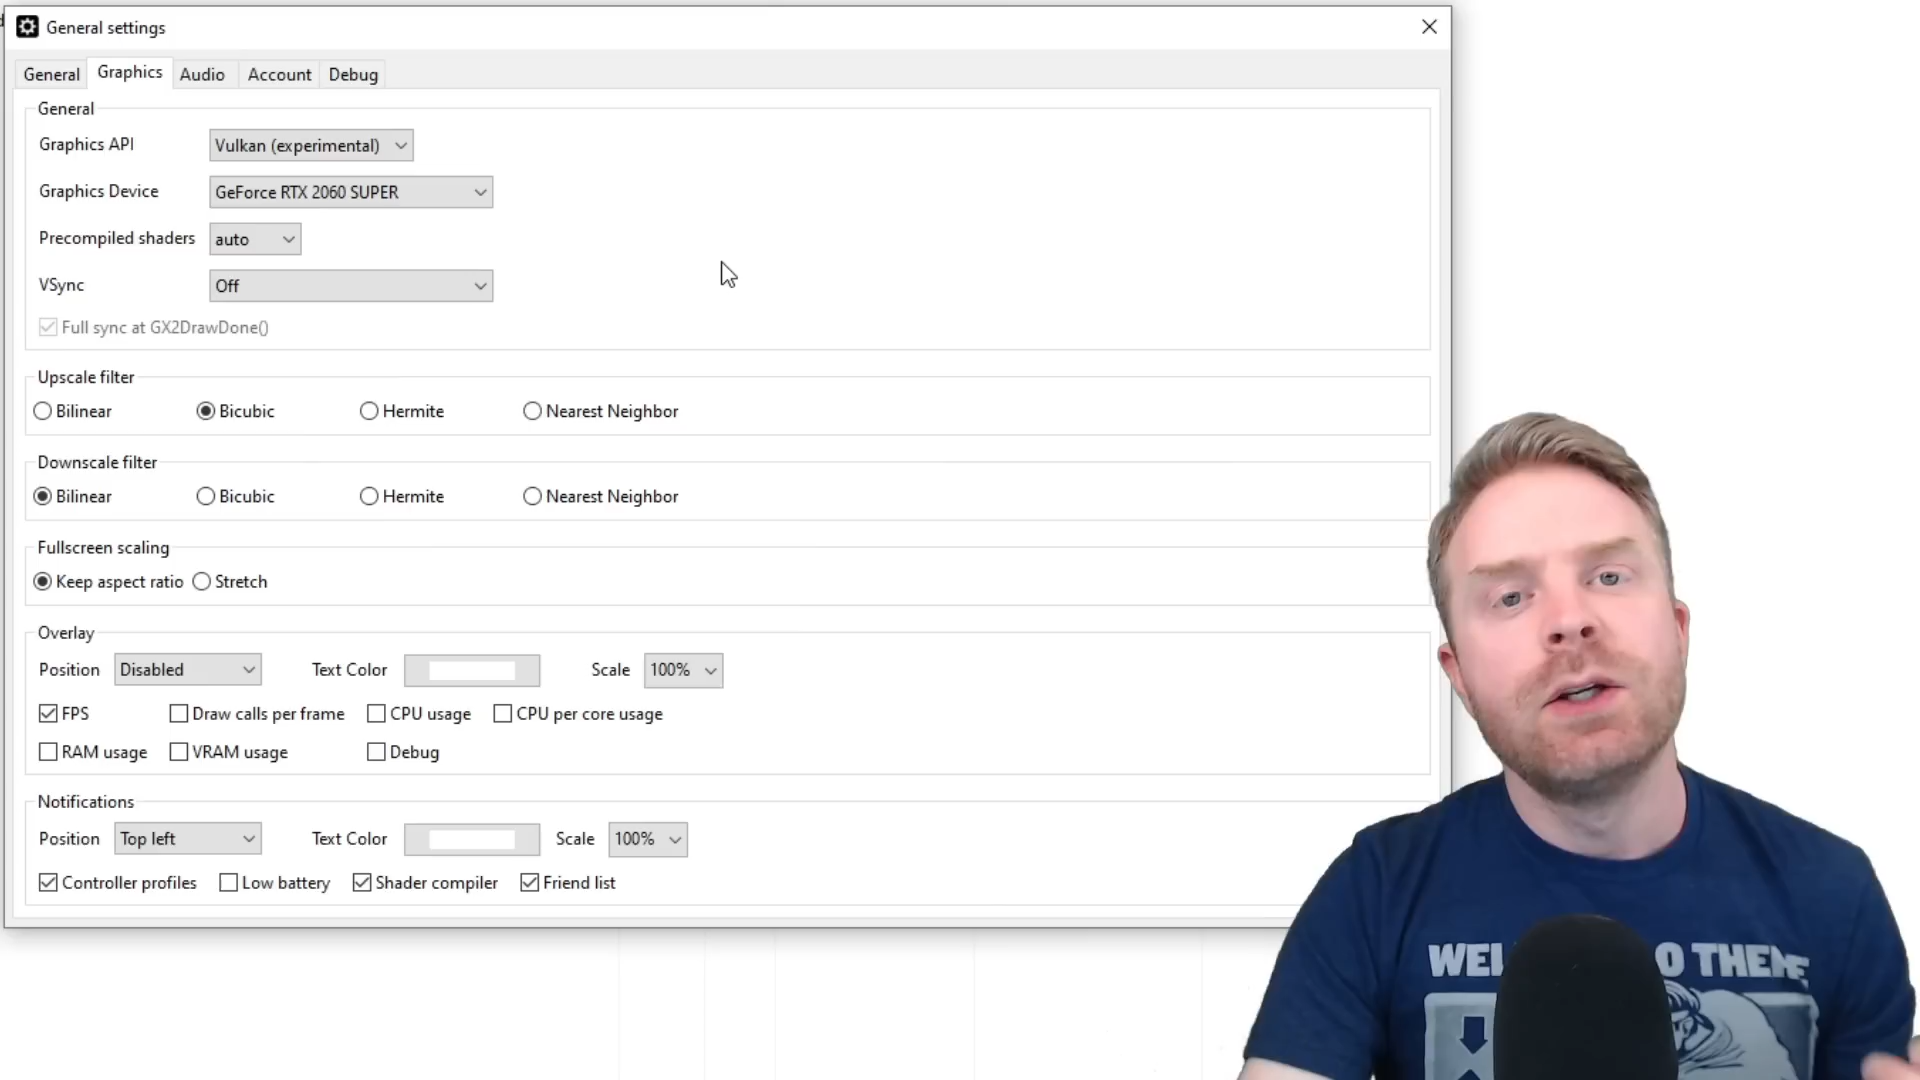 General settings
General Graphics Audio Account Debug
General
Graphics API Vulkan (experimental)
Graphics Device GeForce RTX 2060 SUPER
Precompiled shaders auto
VSync Off
Full sync at GX2DrawDone()
Upscale filter
Bilinear Bicubic Hermite Nearest Neighbor
Downscale filter
Bilinear Bicubic Hermite Nearest Neighbor
Fullscreen scaling
Keep aspect ratio Stretch
Overlay
Position Disabled Text Color Scale 100%
FPS Draw calls per frame CPU usage CPU per core usage
RAM usage VRAM usage Debug
Notifications
Position Top left Text Color Scale 100%
Controller profiles Low battery Shader compiler Friend list